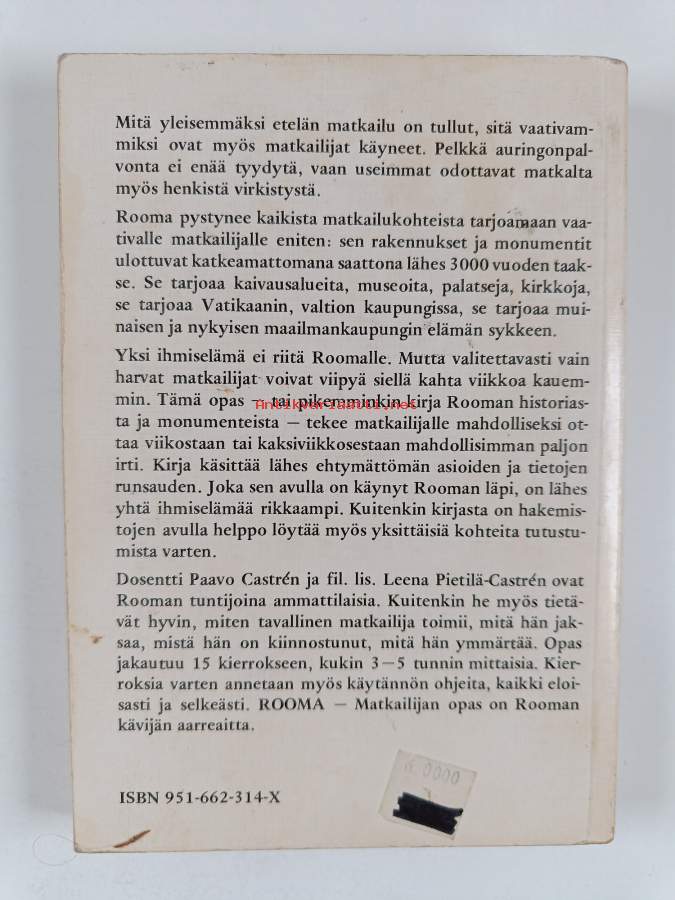 Mitä yleisemmäksi etelän matkailu on tullut, sitä vaativam-
miksi ovat myös matkailijat käyneet. Pelkkä auringonpal-
vonta ei enää tyydytä, vaan useimmat odottavat matkalta
myös henkistä virkistystä.
Rooma pystynee kaikista matkailukohteista tarjoamaan vaa-
tivalle matkailijalle eniten: sen rakennukset ja monumentit
ulottuvat katkeamattomana saattona lähes 3000 vuoden taak-
se. Se tarjoaa kaivausalueita, museoita, palatseja, kirkkoja,
se tarjoaa Vatikaanin, valtion kaupungissa, se tarjoaa mui-
naisen ja nykyisen maailmankaupungin elämän sykkeen.
Yksi ihmiselämä ei riitä Roomalle. Mutta valitettavasti vain
harvat matkailijat voivat viipyä siellä kahta viikkoa kauem-
min. Tämä opas – tai pikemminkin kirja Rooman historias-
Antikvariaatti.net
ta ja monumenteista – tekee matkailijalle mahdolliseksi ot-
taa viikostaan tai kaksiviikkosestaan mahdollisimman paljon
irti. Kirja käsittää lähes ehtymättömän asioiden ja tietojen
runsauden. Joka sen avulla on käynyt Rooman läpi, on lähes
yhtä ihmiselämää rikkaampi. Kuitenkin kirjasta on hakemis-
tojen avulla helppo löytää myös yksittäisiä kohteita tutustu-
mista varten.
Dosentti Paavo Castrén ja fil. lis. Leena Pietilä-Castrén ovat
Rooman tuntijoina ammattilaisia. Kuitenkin he myös tietä-
vät hyvin, miten tavallinen matkailija toimii, mitä hän jak-
saa, mistä hän on kiinnostunut, mitä hän ymmärtää. Opas
jakautuu 15 kierrokseen, kukin 3–5 tunnin mittaisia. Kier-
roksia varten annetaan myös käytännön ohjeita, kaikki eloi-
sasti ja selkeästi. ROOMA – Matkailijan opas on Rooman
kävijän aarreaitta.
ISBN 951-662-314-X